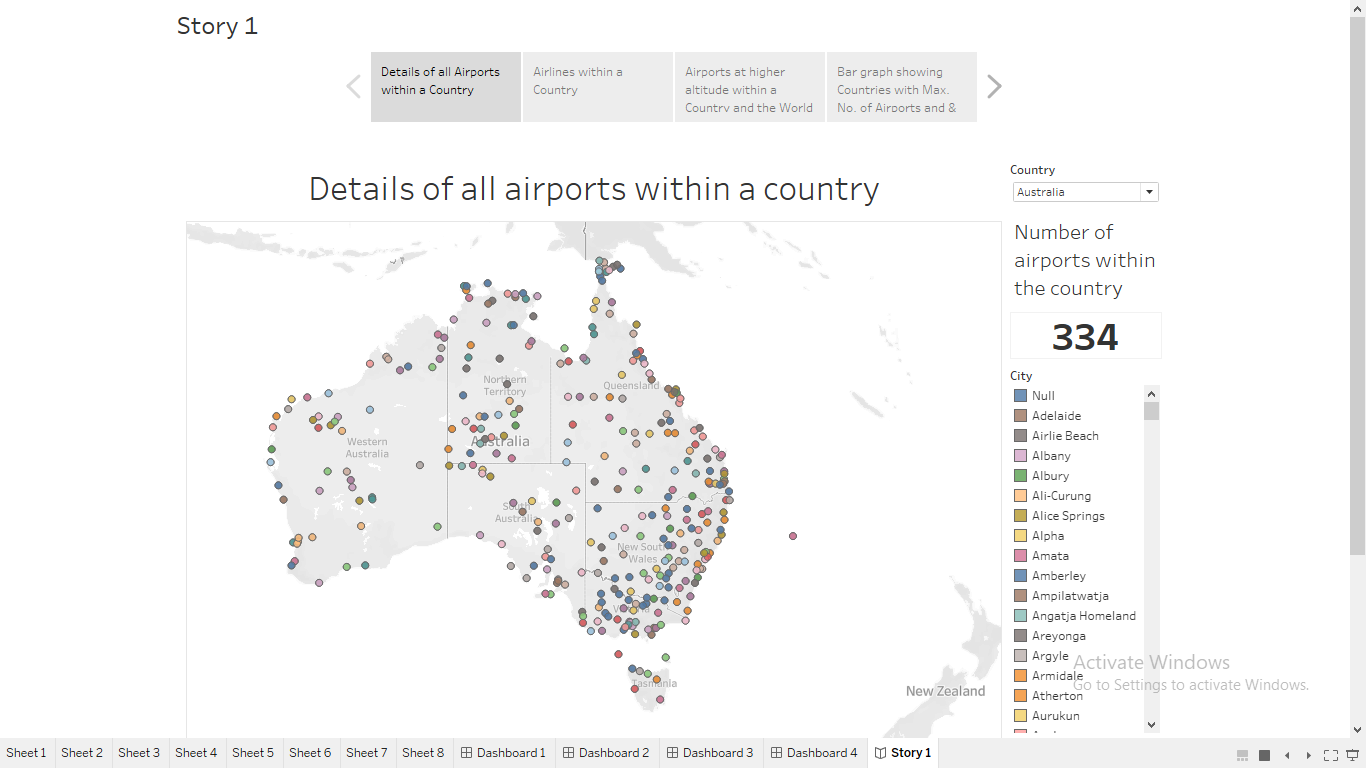 Story 1
Details of all Airports
within a Country
Airlines within a
Country
Airports at higher
altitude within a
Country and the World
Bar graph showing
Countries with Max.
No. of Airports and &
Details of all airports within a country
Country
Australia
Number of
airports within
the country
334
City
Null
Adelaide
Airlie Beach
Albany
Albury
Ali-Curung
Alice Springs
Alpha
Amata
Amberley
Ampilatwatja
Angatja Homeland
Areyonga
Argyle
Armidale
Atherton
Aurukun
Northern
Territory
Queensland
Western
Australia
Australia
South
Australia
New South
Wales
Victoria
Tasmania
New Zealand
Activate Windows
Go to Settings to activate Windows.
Sheet 1
Sheet 2
Sheet 3
Sheet 4
Sheet 5
Sheet 6
Sheet 7
Sheet 8
Dashboard 1
Dashboard 2
Dashboard 3
Dashboard 4
Story 1